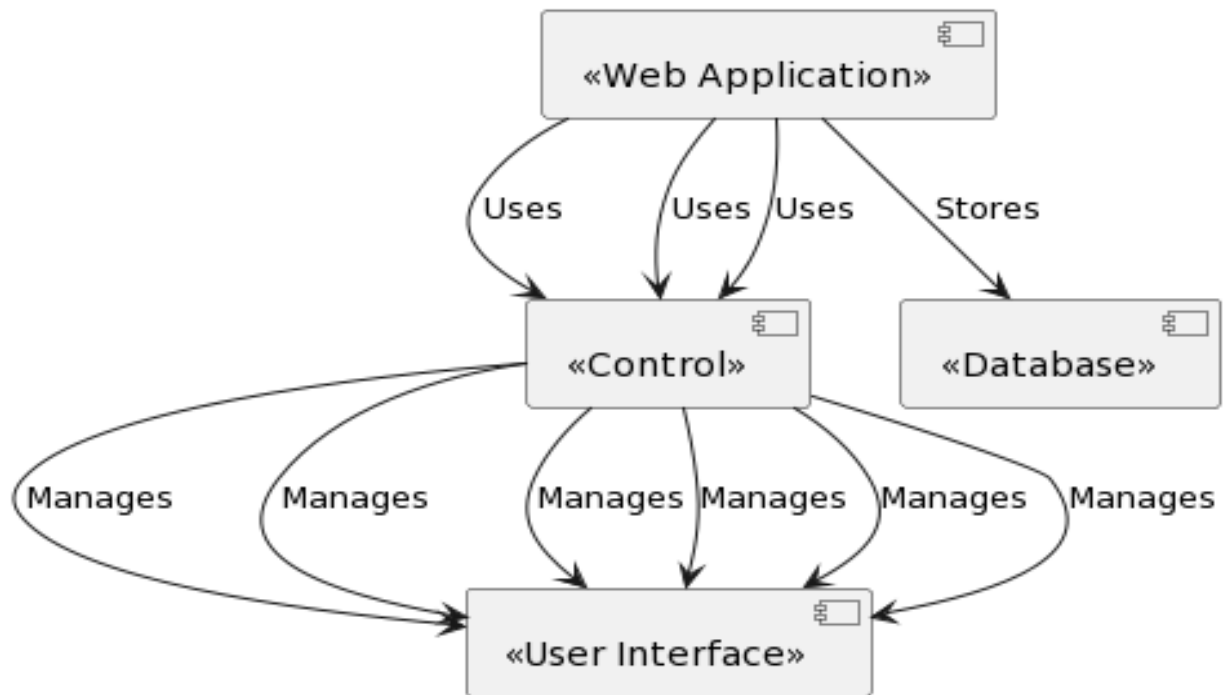 «Web Application»
Uses
Uses
Uses
Stores
«Control»
«Database»
Manages
Manages
Manages
Manages
Manages
Manages
«User Interface»